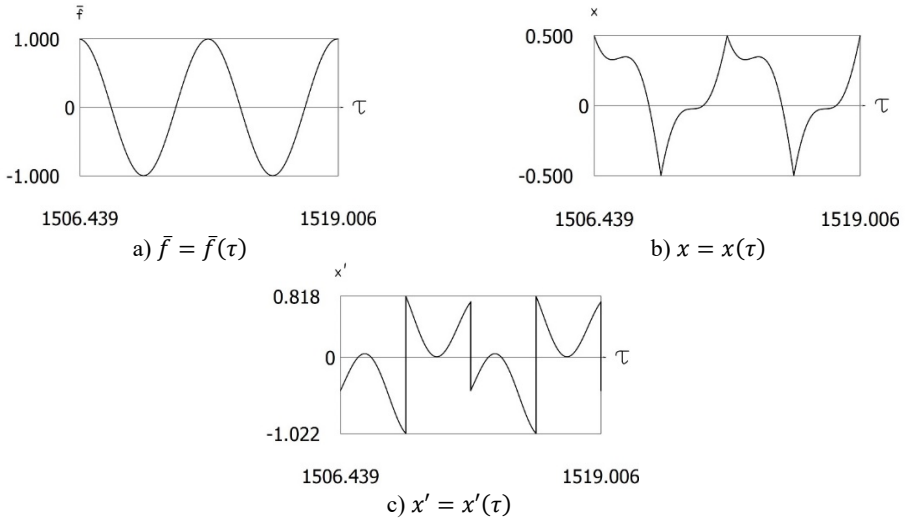 f̄
1.000
0
τ
-1.000
1506.439 1519.006
a) f̄ = f̄(τ)
x
0.500
0
τ
-0.500
1506.439 1519.006
b) x = x(τ)
x′
0.818
0
τ
-1.022
1506.439 1519.006
c) x′ = x′(τ)